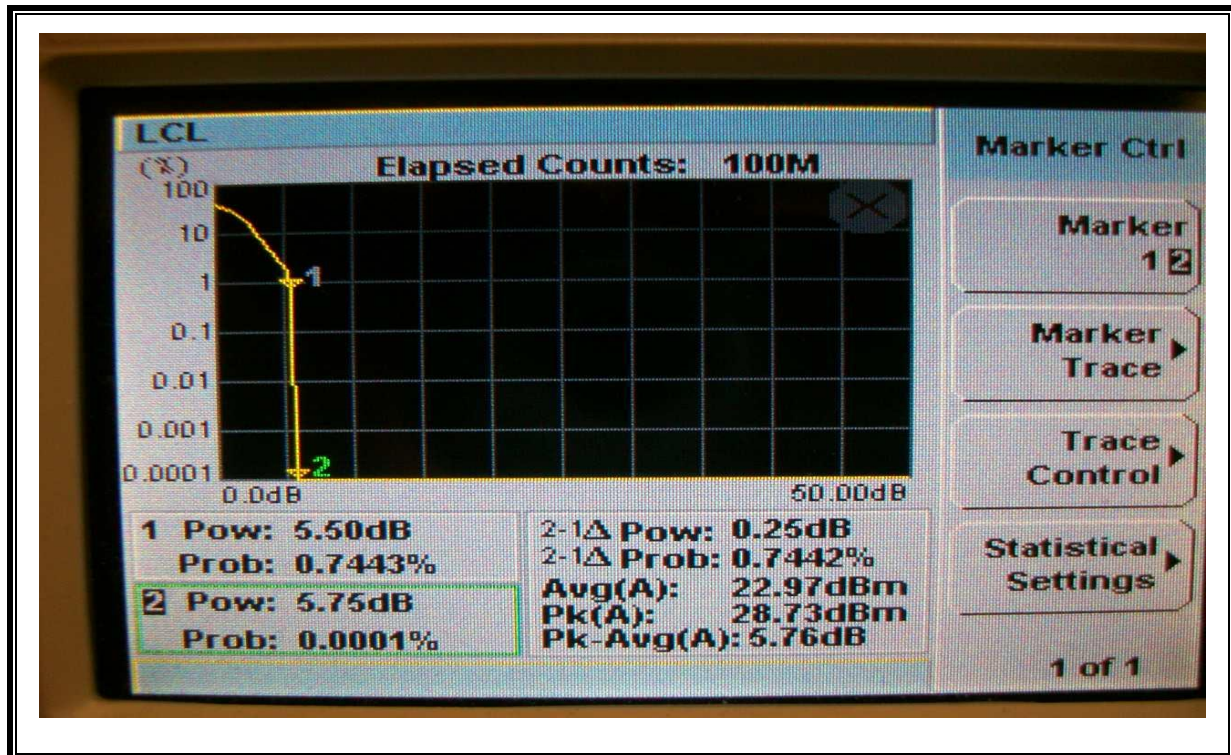 LCL
(%)
Elapsed Counts: 100M
100
10
1
0.1
0.01
0.001
0.0001
1
2
0.0dB
50.00dB
1 Pow: 5.50dB
Prob: 0.7443%
2 Pow: 5.75dB
Prob: 0.0001%
2-1Δ Pow: 0.25dB
2-1Δ Prob: 0.7442%
Avg(A): 22.97dBm
Pk(A): 28.73dBm
Pk-Avg(A): 5.76dB
Marker Ctrl
Marker
1 2
Marker
Trace
Trace
Control
Statistical
Settings
1 of 1